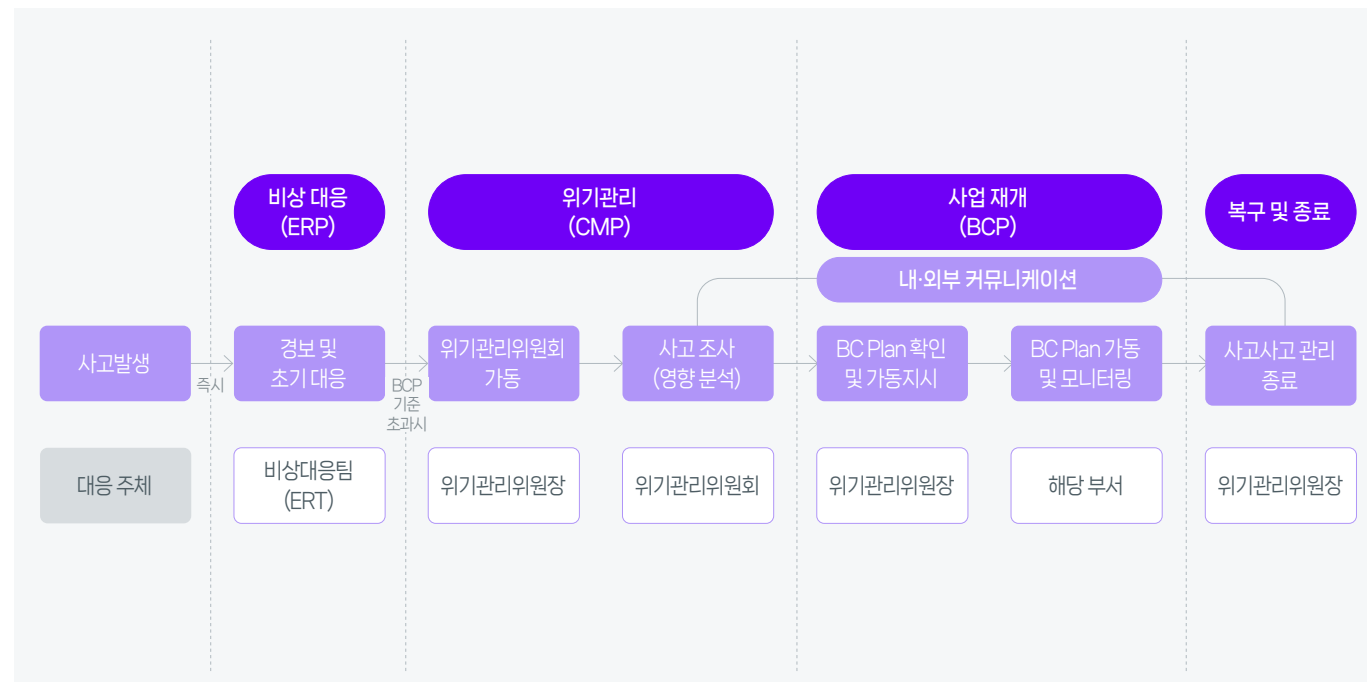 비상 대응
(ERP)
위기관리
(CMP)
사업 재개
(BCP)
복구 및 종료
내·외부 커뮤니케이션
사고발생
즉시
경보 및
초기 대응
BCP
기준
초과시
위기관리위원회
가동
사고 조사
(영향 분석)
BC Plan 확인
및 가동지시
BC Plan 가동
및 모니터링
사고사고 관리
종료
대응 주체
비상대응팀
(ERT)
위기관리위원장
위기관리위원회
위기관리위원장
해당 부서
위기관리위원장